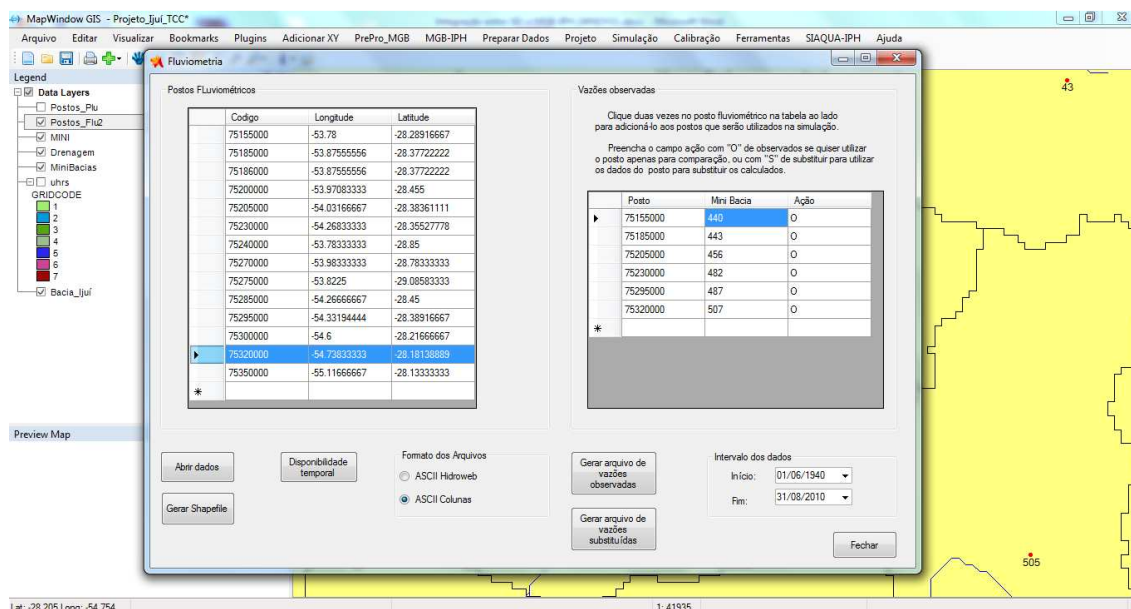 MapWindow GIS - Projeto_Ijuí_TCC*
Arquivo Editar Visualizar Bookmarks Plugins Adicionar XY PrePro_MGB MGB-IPH Preparar Dados Projeto Simulação Calibração Ferramentas SIAQUA-IPH Ajuda
Legend
Data Layers
Postos_Plu
Postos_Flu2
MINI
Drenagem
MiniBacias
uhrs
GRIDCODE
1
2
3
4
5
6
7
Bacia_Ijuí
Preview Map
Fluviometria
Postos FLuviométricos
Codigo Longitude Latitude
75155000 -53.78 -28.28916667
75185000 -53.87555556 -28.37722222
75186000 -53.87555556 -28.37722222
75200000 -53.97083333 -28.455
75205000 -54.03166667 -28.38361111
75230000 -54.26833333 -28.35527778
75240000 -53.78333333 -28.85
75270000 -53.98333333 -28.78333333
75275000 -53.8225 -29.08583333
75285000 -54.26666667 -28.45
75295000 -54.33194444 -28.38916667
75300000 -54.6 -28.21666667
75320000 -54.73833333 -28.18138889
75350000 -55.11666667 -28.13333333
Vazões observadas
Clique duas vezes no posto fluviométrico na tabela ao lado
para adicioná-lo aos postos que serão utilizados na simulação.
Preencha o campo ação com "O" de observados se quiser utilizar
o posto apenas para comparação, ou com "S" de substituir para utilizar
os dados do posto para substituir os calculados.
Posto Mini Bacia Ação
75155000 440 O
75185000 443 O
75205000 456 O
75230000 482 O
75295000 487 O
75320000 507 O
Abrir dados
Disponibilidade
temporal
Gerar Shapefile
Formato dos Arquivos
ASCII Hidroweb
ASCII Colunas
Gerar arquivo de
vazões
observadas
Gerar arquivo de
vazões
substituídas
Intervalo dos dados
Início: 01/06/1940
Fim: 31/08/2010
Fechar
43
505
Lat: -28.205 Long: -54.754
1: 41935